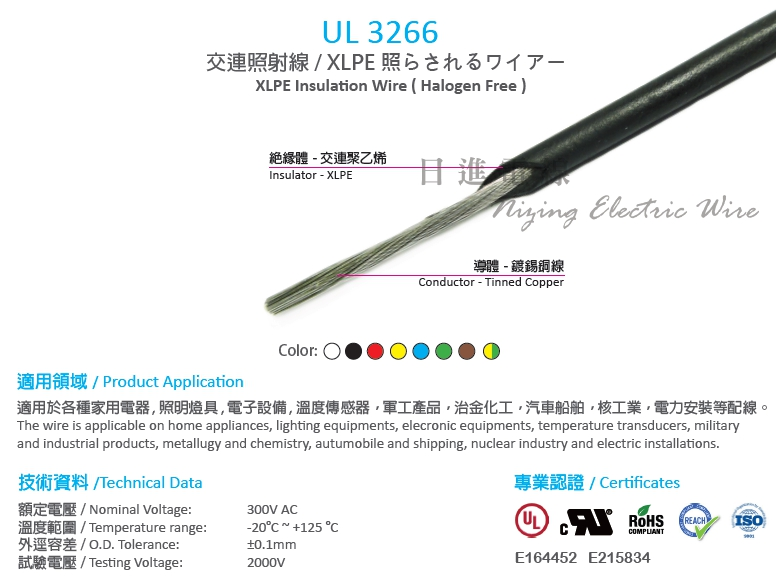 UL 3266
交連照射線 / XLPE 照らされるワイアー
XLPE Insulation Wire ( Halogen Free )
絕緣體 - 交連聚乙烯
Insulator - XLPE
日進電線
Nizing Electric Wire
導體 - 鍍錫銅線
Conductor - Tinned Copper
Color:
適用領域 / Product Application
適用於各種家用電器 , 照明燈具 , 電子設備 , 溫度傳感器，軍工產品，治金化工，汽車船舶，核工業，電力安裝等配線。
The wire is applicable on home appliances, lighting equipments, elecronic equipments, temperature transducers, military
and industrial products, metallugy and chemistry, autumobile and shipping, nuclear industry and electric installations.
技術資料 /Technical Data
額定電壓 / Nominal Voltage: 300V AC
溫度範圍 / Temperature range: -20°C ~ +125 °C
外逕容差 / O.D. Tolerance: ±0.1mm
試驗電壓 / Testing Voltage: 2000V
專業認證 / Certificates
UL c RU RoHS COMPLIANT REACH ISO 9001
E164452 E215834